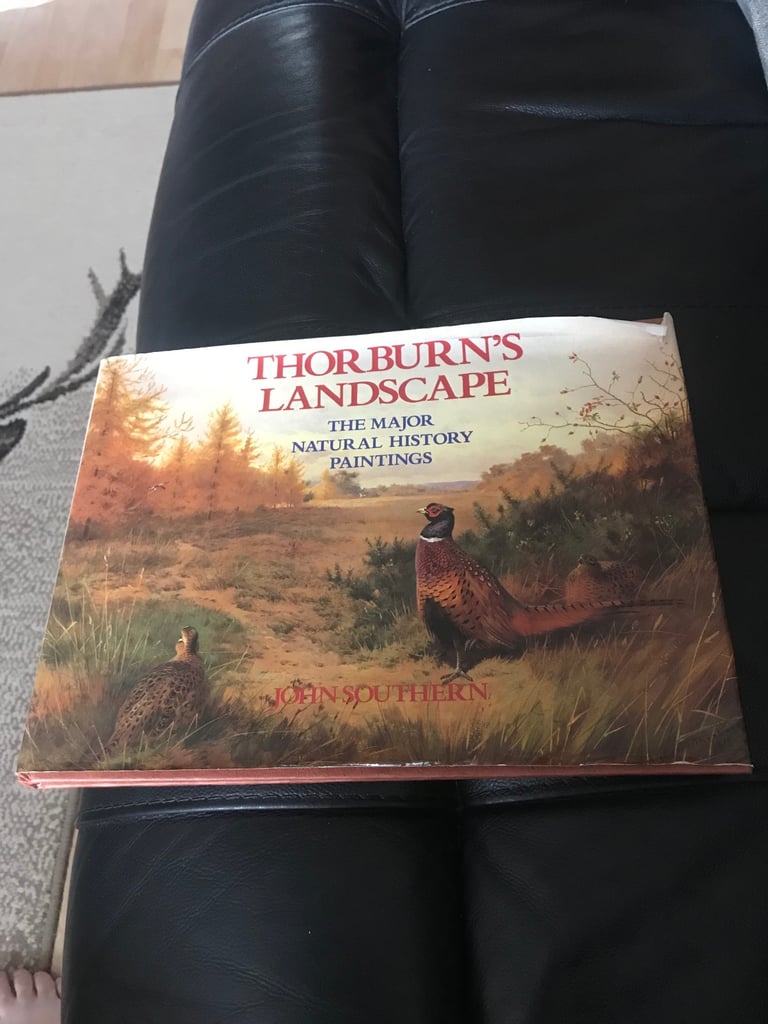 THORBURN'S
LANDSCAPE
THE MAJOR
NATURAL HISTORY
PAINTINGS
JOHN SOUTHERN